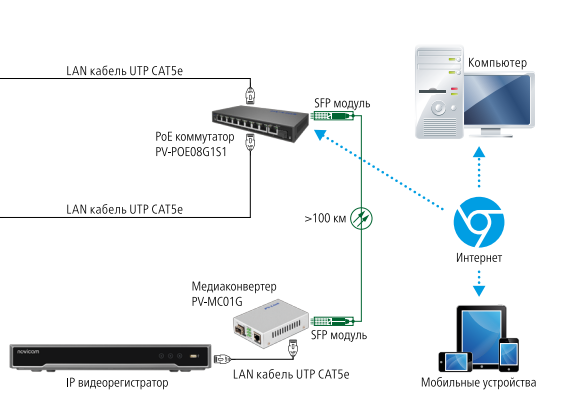 Компьютер
LAN кабель UTP CAT5e
SFP модуль
PoE коммутатор
PV-POE08G1S1
LAN кабель UTP CAT5e
>100 км
Интернет
Медиаконвертер
PV-MC01G
SFP модуль
novicom
LAN кабель UTP CAT5e
IP видеорегистратор
Мобильные устройства